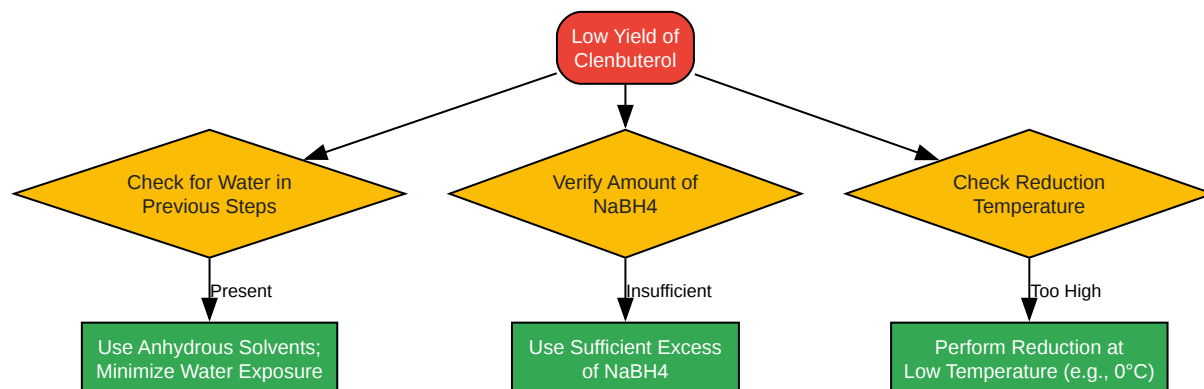 Low Yield of
Clenbuterol
Check for Water in
Previous Steps
Verify Amount of
NaBH4
Check Reduction
Temperature
Present
Insufficient
Too High
Use Anhydrous Solvents;
Minimize Water Exposure
Use Sufficient Excess
of NaBH4
Perform Reduction at
Low Temperature (e.g., 0°C)